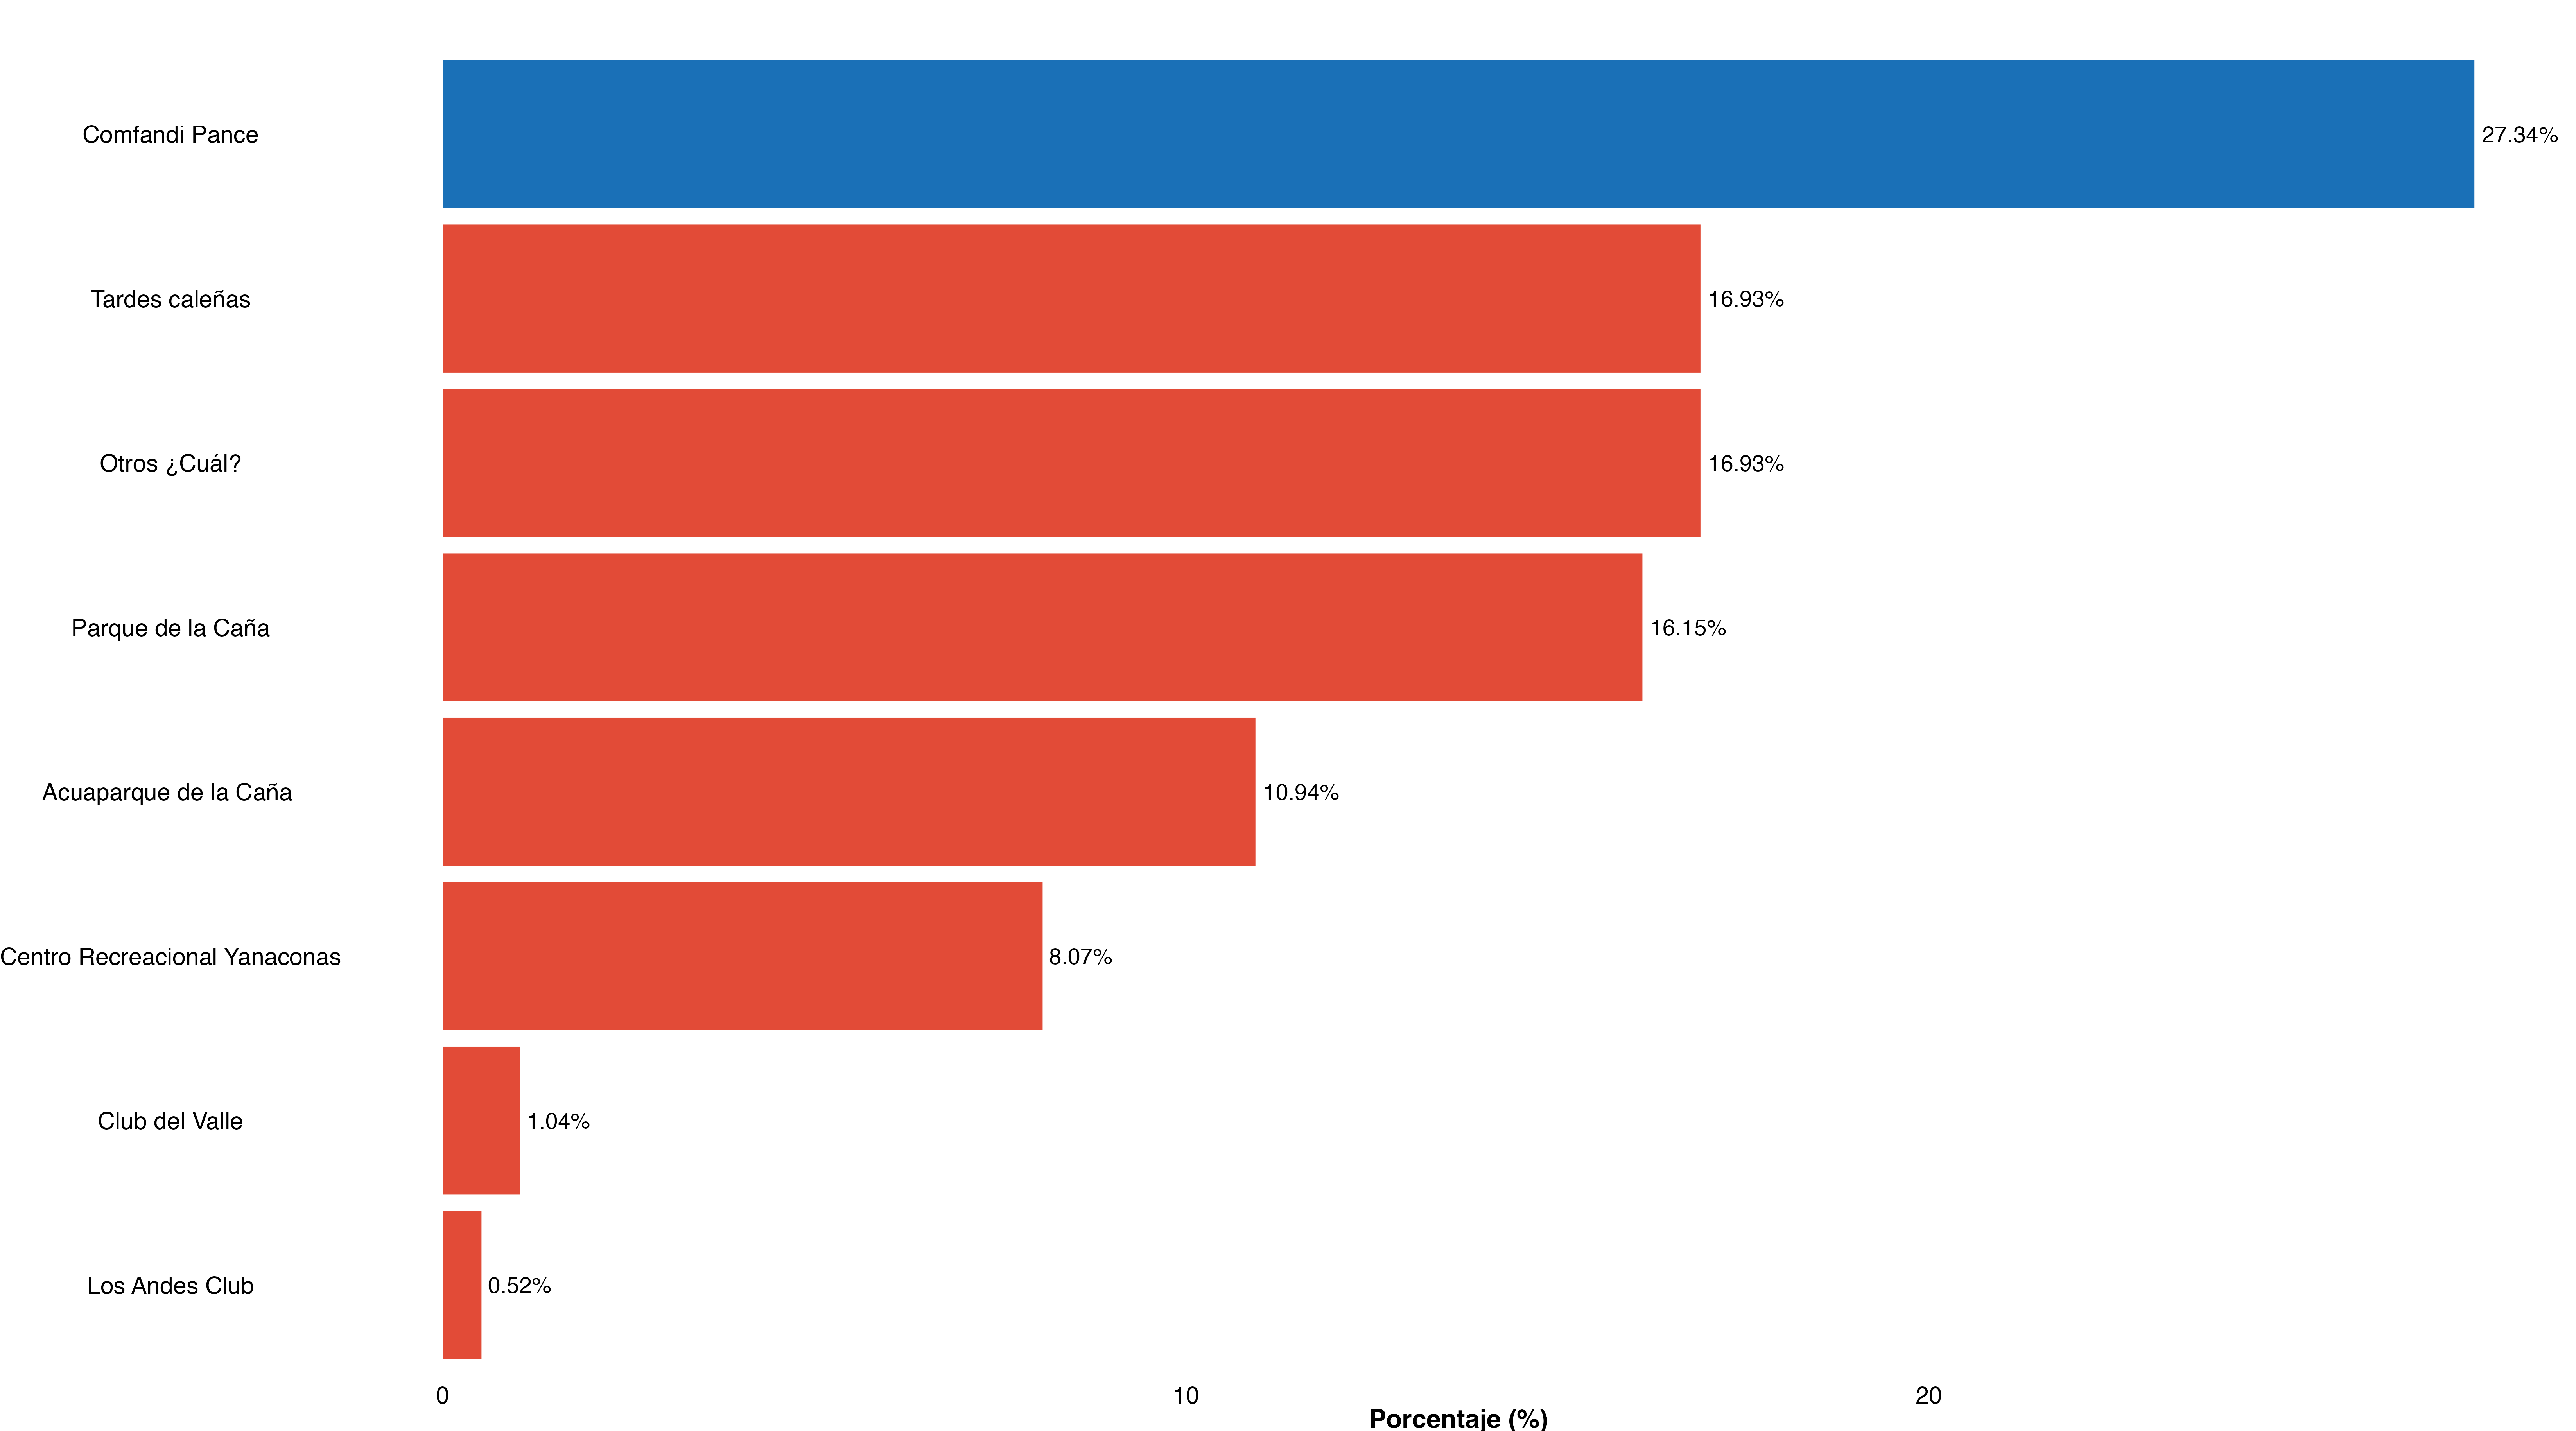 Comfandi Pance 27.34%
Tardes caleñas 16.93%
Otros ¿Cuál? 16.93%
Parque de la Caña 16.15%
Acuaparque de la Caña 10.94%
Centro Recreacional Yanaconas 8.07%
Club del Valle 1.04%
Los Andes Club 0.52%
0 10 20
Porcentaje (%)